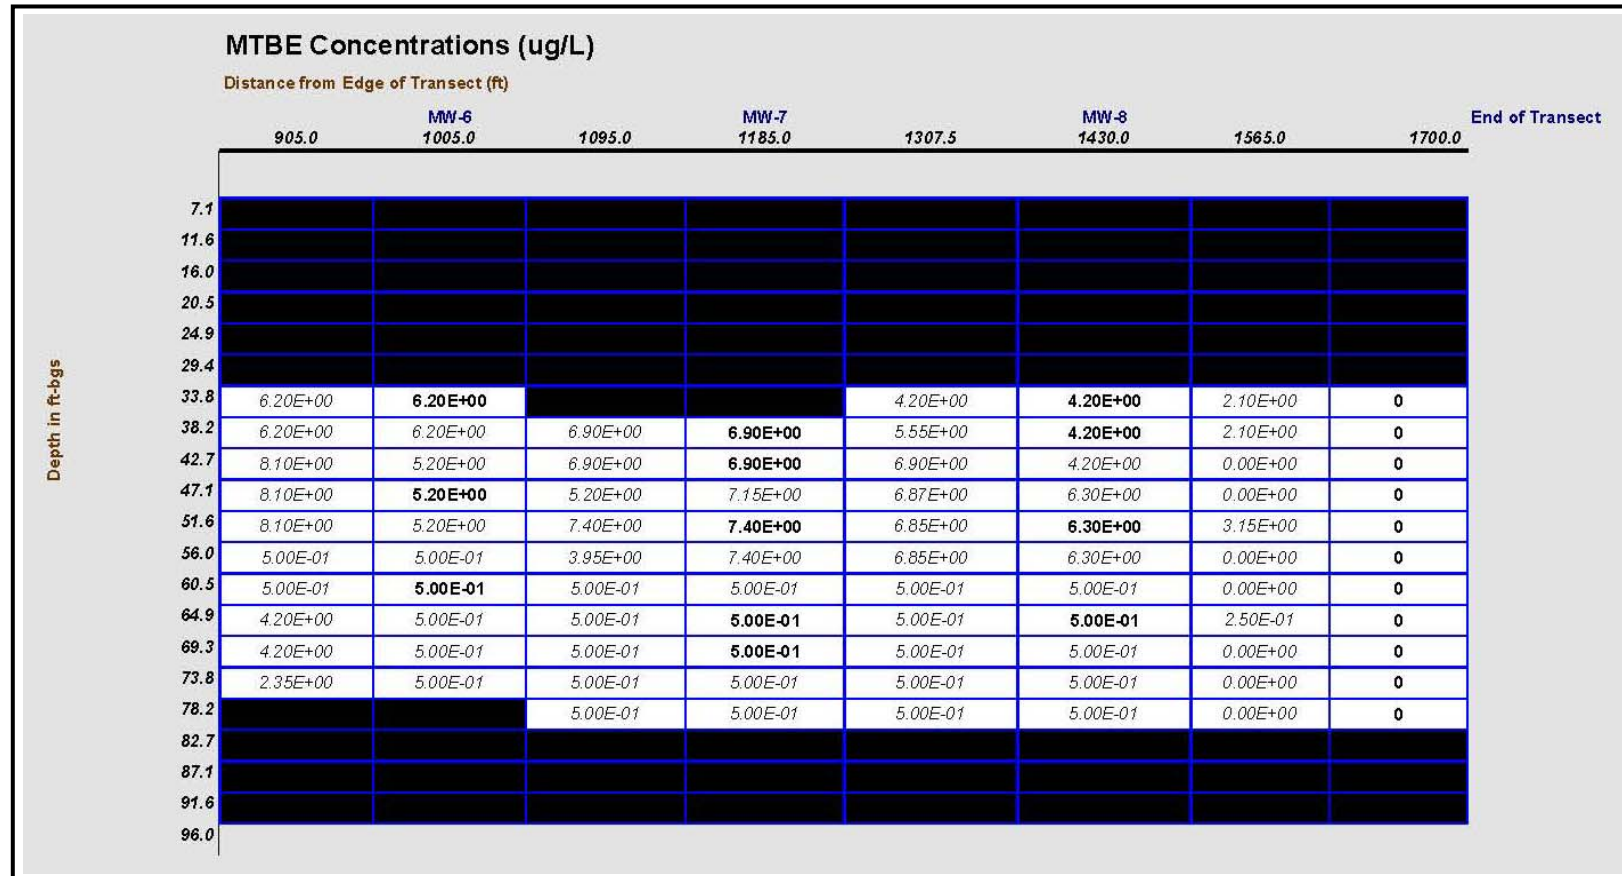 MTBE Concentrations (ug/L)
Distance from Edge of Transect (ft)
MW-6 MW-7 MW-8 End of Transect
905.0 1005.0 1095.0 1185.0 1307.5 1430.0 1565.0 1700.0
Depth in ft-bgs
7.1
11.6
16.0
20.5
24.9
29.4
33.8 6.20E+00 6.20E+00 4.20E+00 4.20E+00 2.10E+00 0
38.2 6.20E+00 6.20E+00 6.90E+00 6.90E+00 5.55E+00 4.20E+00 2.10E+00 0
42.7 8.10E+00 5.20E+00 6.90E+00 6.90E+00 6.90E+00 4.20E+00 0.00E+00 0
47.1 8.10E+00 5.20E+00 5.20E+00 7.15E+00 6.87E+00 6.30E+00 0.00E+00 0
51.6 8.10E+00 5.20E+00 7.40E+00 7.40E+00 6.85E+00 6.30E+00 3.15E+00 0
56.0 5.00E-01 5.00E-01 3.95E+00 7.40E+00 6.85E+00 6.30E+00 0.00E+00 0
60.5 5.00E-01 5.00E-01 5.00E-01 5.00E-01 5.00E-01 5.00E-01 0.00E+00 0
64.9 4.20E+00 5.00E-01 5.00E-01 5.00E-01 5.00E-01 5.00E-01 2.50E-01 0
69.3 4.20E+00 5.00E-01 5.00E-01 5.00E-01 5.00E-01 5.00E-01 0.00E+00 0
73.8 2.35E+00 5.00E-01 5.00E-01 5.00E-01 5.00E-01 5.00E-01 0.00E+00 0
78.2 5.00E-01 5.00E-01 5.00E-01 5.00E-01 0.00E+00 0
82.7
87.1
91.6
96.0